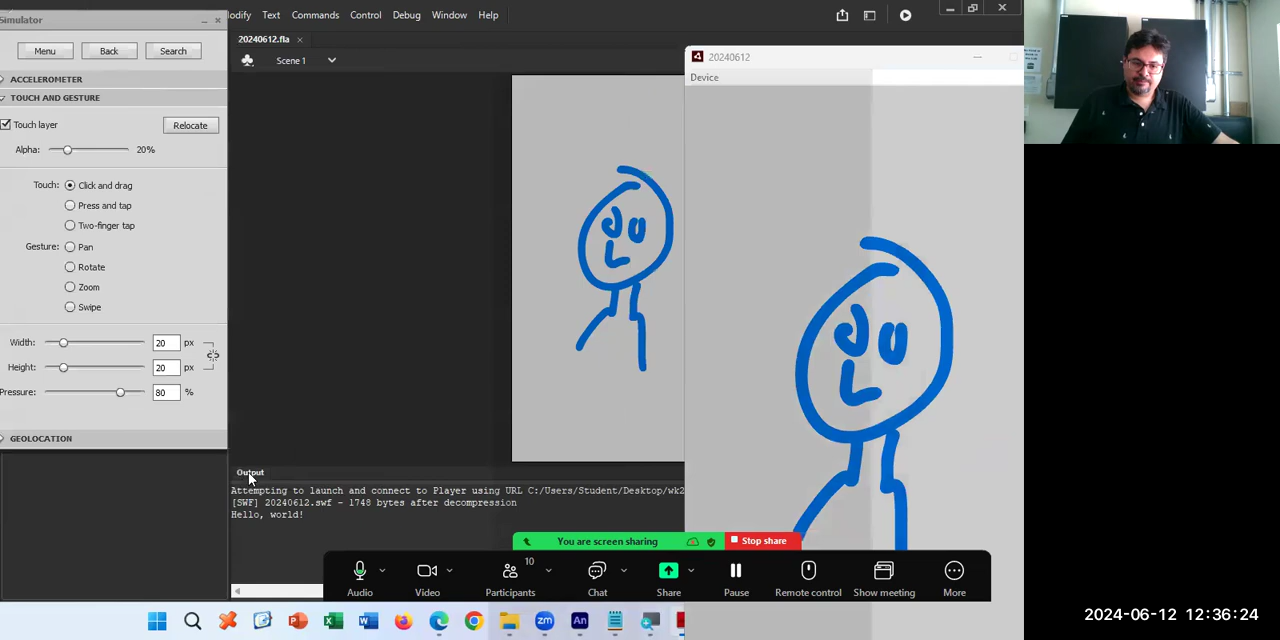 Simulator
odify Text Commands Control Debug Window Help
Menu Back Search
ACCELEROMETER
TOUCH AND GESTURE
Touch layer Relocate
Alpha: 20%
Touch: Click and drag
Press and tap
Two-finger tap
Gesture: Pan
Rotate
Zoom
Swipe
Width: 20 px
Height: 20 px
Pressure: 80 %
GEOLOCATION
20240612.fla ×
Scene 1
20240612
Device
Output
Attempting to launch and connect to Player using URL C:/Users/Student/Desktop/wk2
[SWF] 20240612.swf - 1748 bytes after decompression
Hello, world!
You are screen sharing Stop share
10
Audio Video Participants Chat Share Pause Remote control Show meeting More
2024-06-12 12:36:24